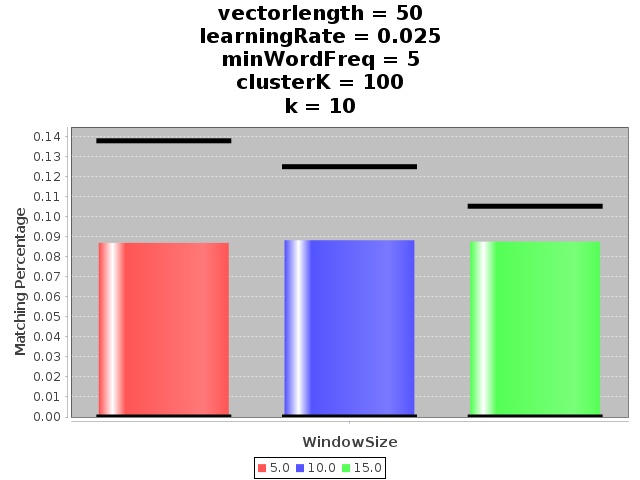 vectorlength = 50
learningRate = 0.025
minWordFreq = 5
clusterK = 100
k = 10
0.14
0.13
0.12
0.11
0.10
0.09
0.08
0.07
0.06
0.05
0.04
0.03
0.02
0.01
0.00
Matching Percentage
WindowSize
5.0 10.0 15.0